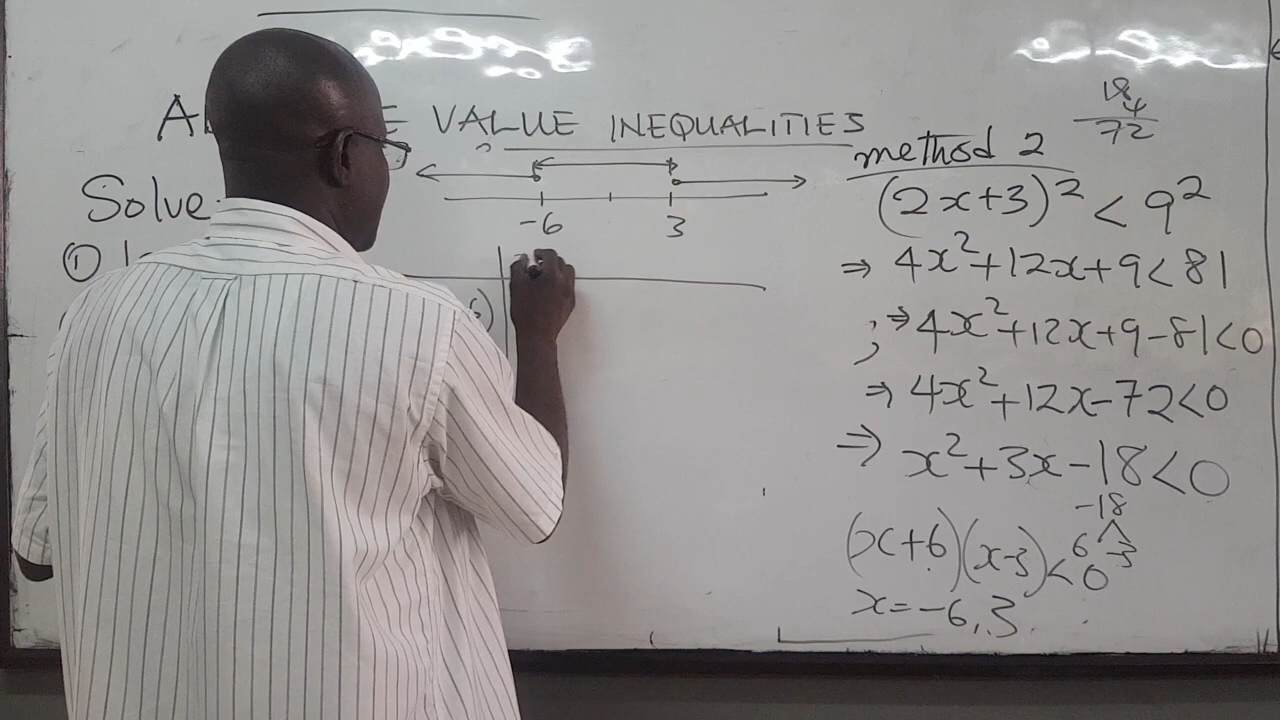 VALUE INEQUALITIES
Solve
①
-6 3
method 2
18
4
72
(2x+3)² < 9²
⇒ 4x²+12x+9<81
;⇒ 4x²+12x+9-81<0
⇒ 4x²+12x-72<0
⇒ x²+3x-18<0
-18
6 -3
(x+6)(x-3)<0
x=-6,3